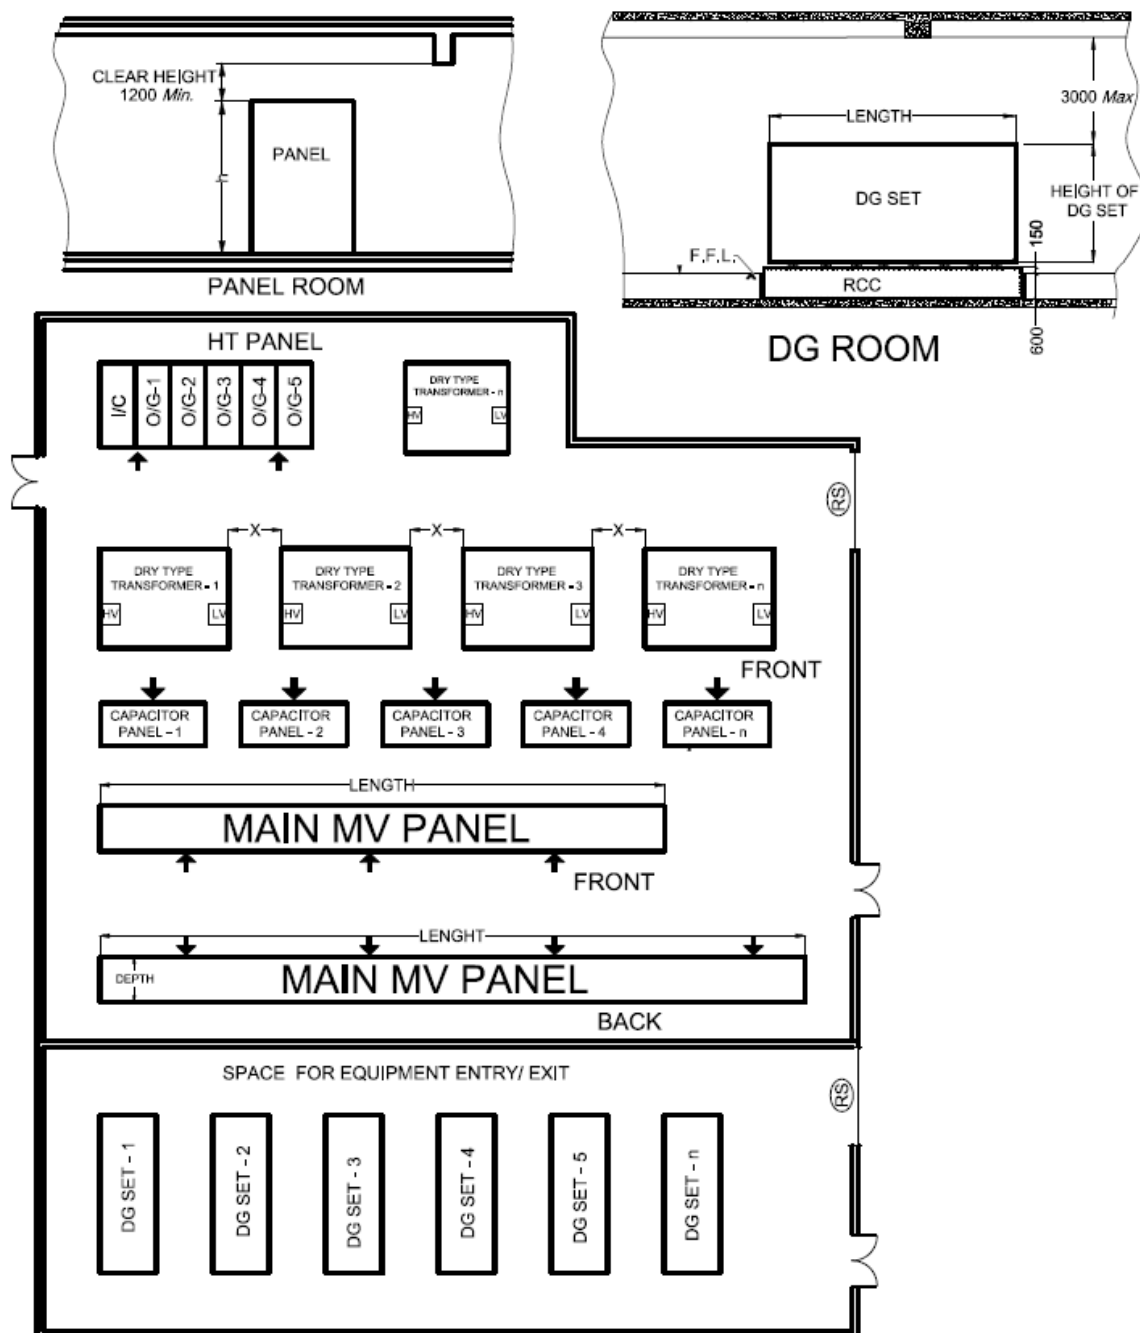 CLEAR HEIGHT
1200 Min.
PANEL
h
PANEL ROOM
3000 Max
LENGTH
DG SET
HEIGHT OF
DG SET
150
F.F.L.
RCC
600
DG ROOM
HT PANEL
I/C
O/G-1
O/G-2
O/G-3
O/G-4
O/G-5
DRY TYPE
TRANSFORMER - n
HV
LV
RS
X
X
X
DRY TYPE
TRANSFORMER - 1
HV
LV
DRY TYPE
TRANSFORMER - 2
HV
LV
DRY TYPE
TRANSFORMER - 3
HV
LV
DRY TYPE
TRANSFORMER - n
HV
LV
FRONT
CAPACITOR
PANEL - 1
CAPACITOR
PANEL - 2
CAPACITOR
PANEL - 3
CAPACITOR
PANEL - 4
CAPACITOR
PANEL - n
LENGTH
MAIN MV PANEL
FRONT
LENGHT
DEPTH
MAIN MV PANEL
BACK
SPACE FOR EQUIPMENT ENTRY/ EXIT
RS
DG SET - 1
DG SET - 2
DG SET - 3
DG SET - 4
DG SET - 5
DG SET - n